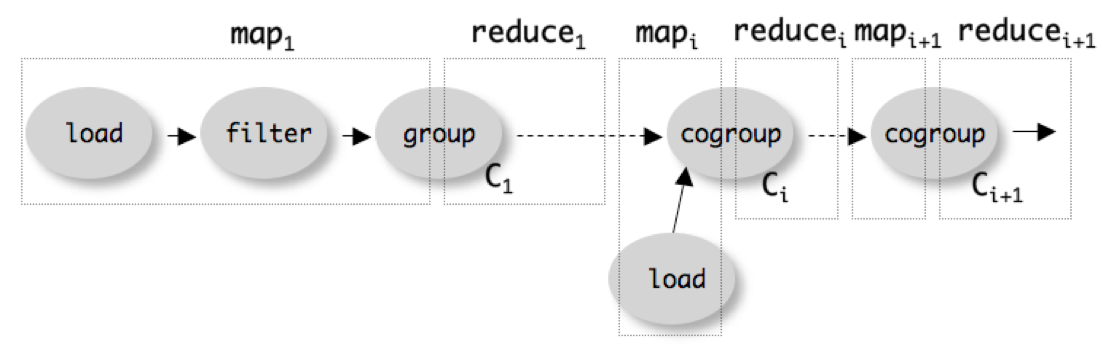 map1 reduce1 mapi reducei mapi+1 reducei+1
load filter group cogroup cogroup
C1 Ci Ci+1
load